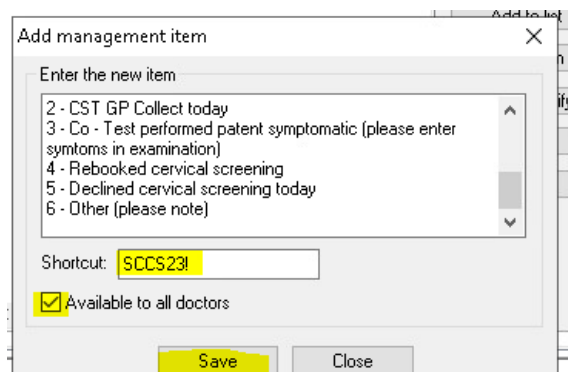 Add to list
Add management item
Enter the new item
2 - CST GP Collect today
3 - Co - Test performed patent symptomatic (please enter
symtoms in examination)
4 - Rebooked cervical screening
5 - Declined cervical screening today
6 - Other (please note)
Shortcut: SCCS23!
Available to all doctors
Save Close